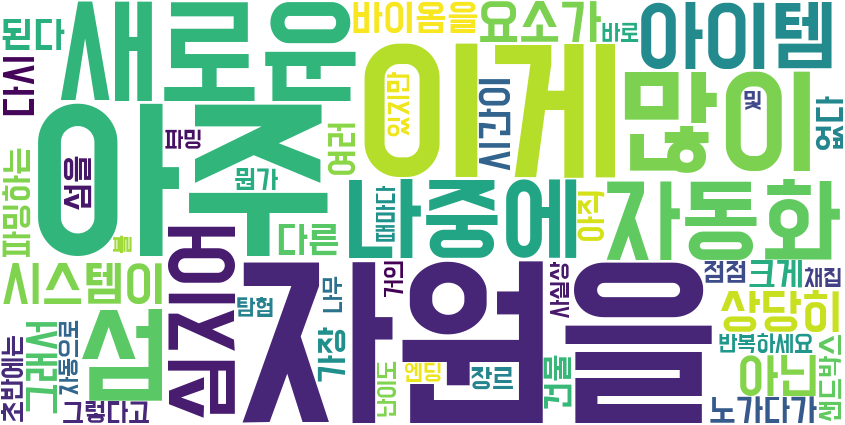 된다
새로운
바이옴을
요소가
바로
아이템
다시
아주
이게
있지만
많이
및
없다
시간이
파밍
여러
섬을
뭔가
파밍하는
나중에
때마다
아직
자동화
다른
볼
심지어
시스템이
섬
자원을
거의
사실상
점점
크게
채집
탐험
나무
상당히
초반에는
그래서
자동으로
가장
난이도
엔딩
장르
건물
반복하세요
아닌
샌드박스
그렇다고
노가다가